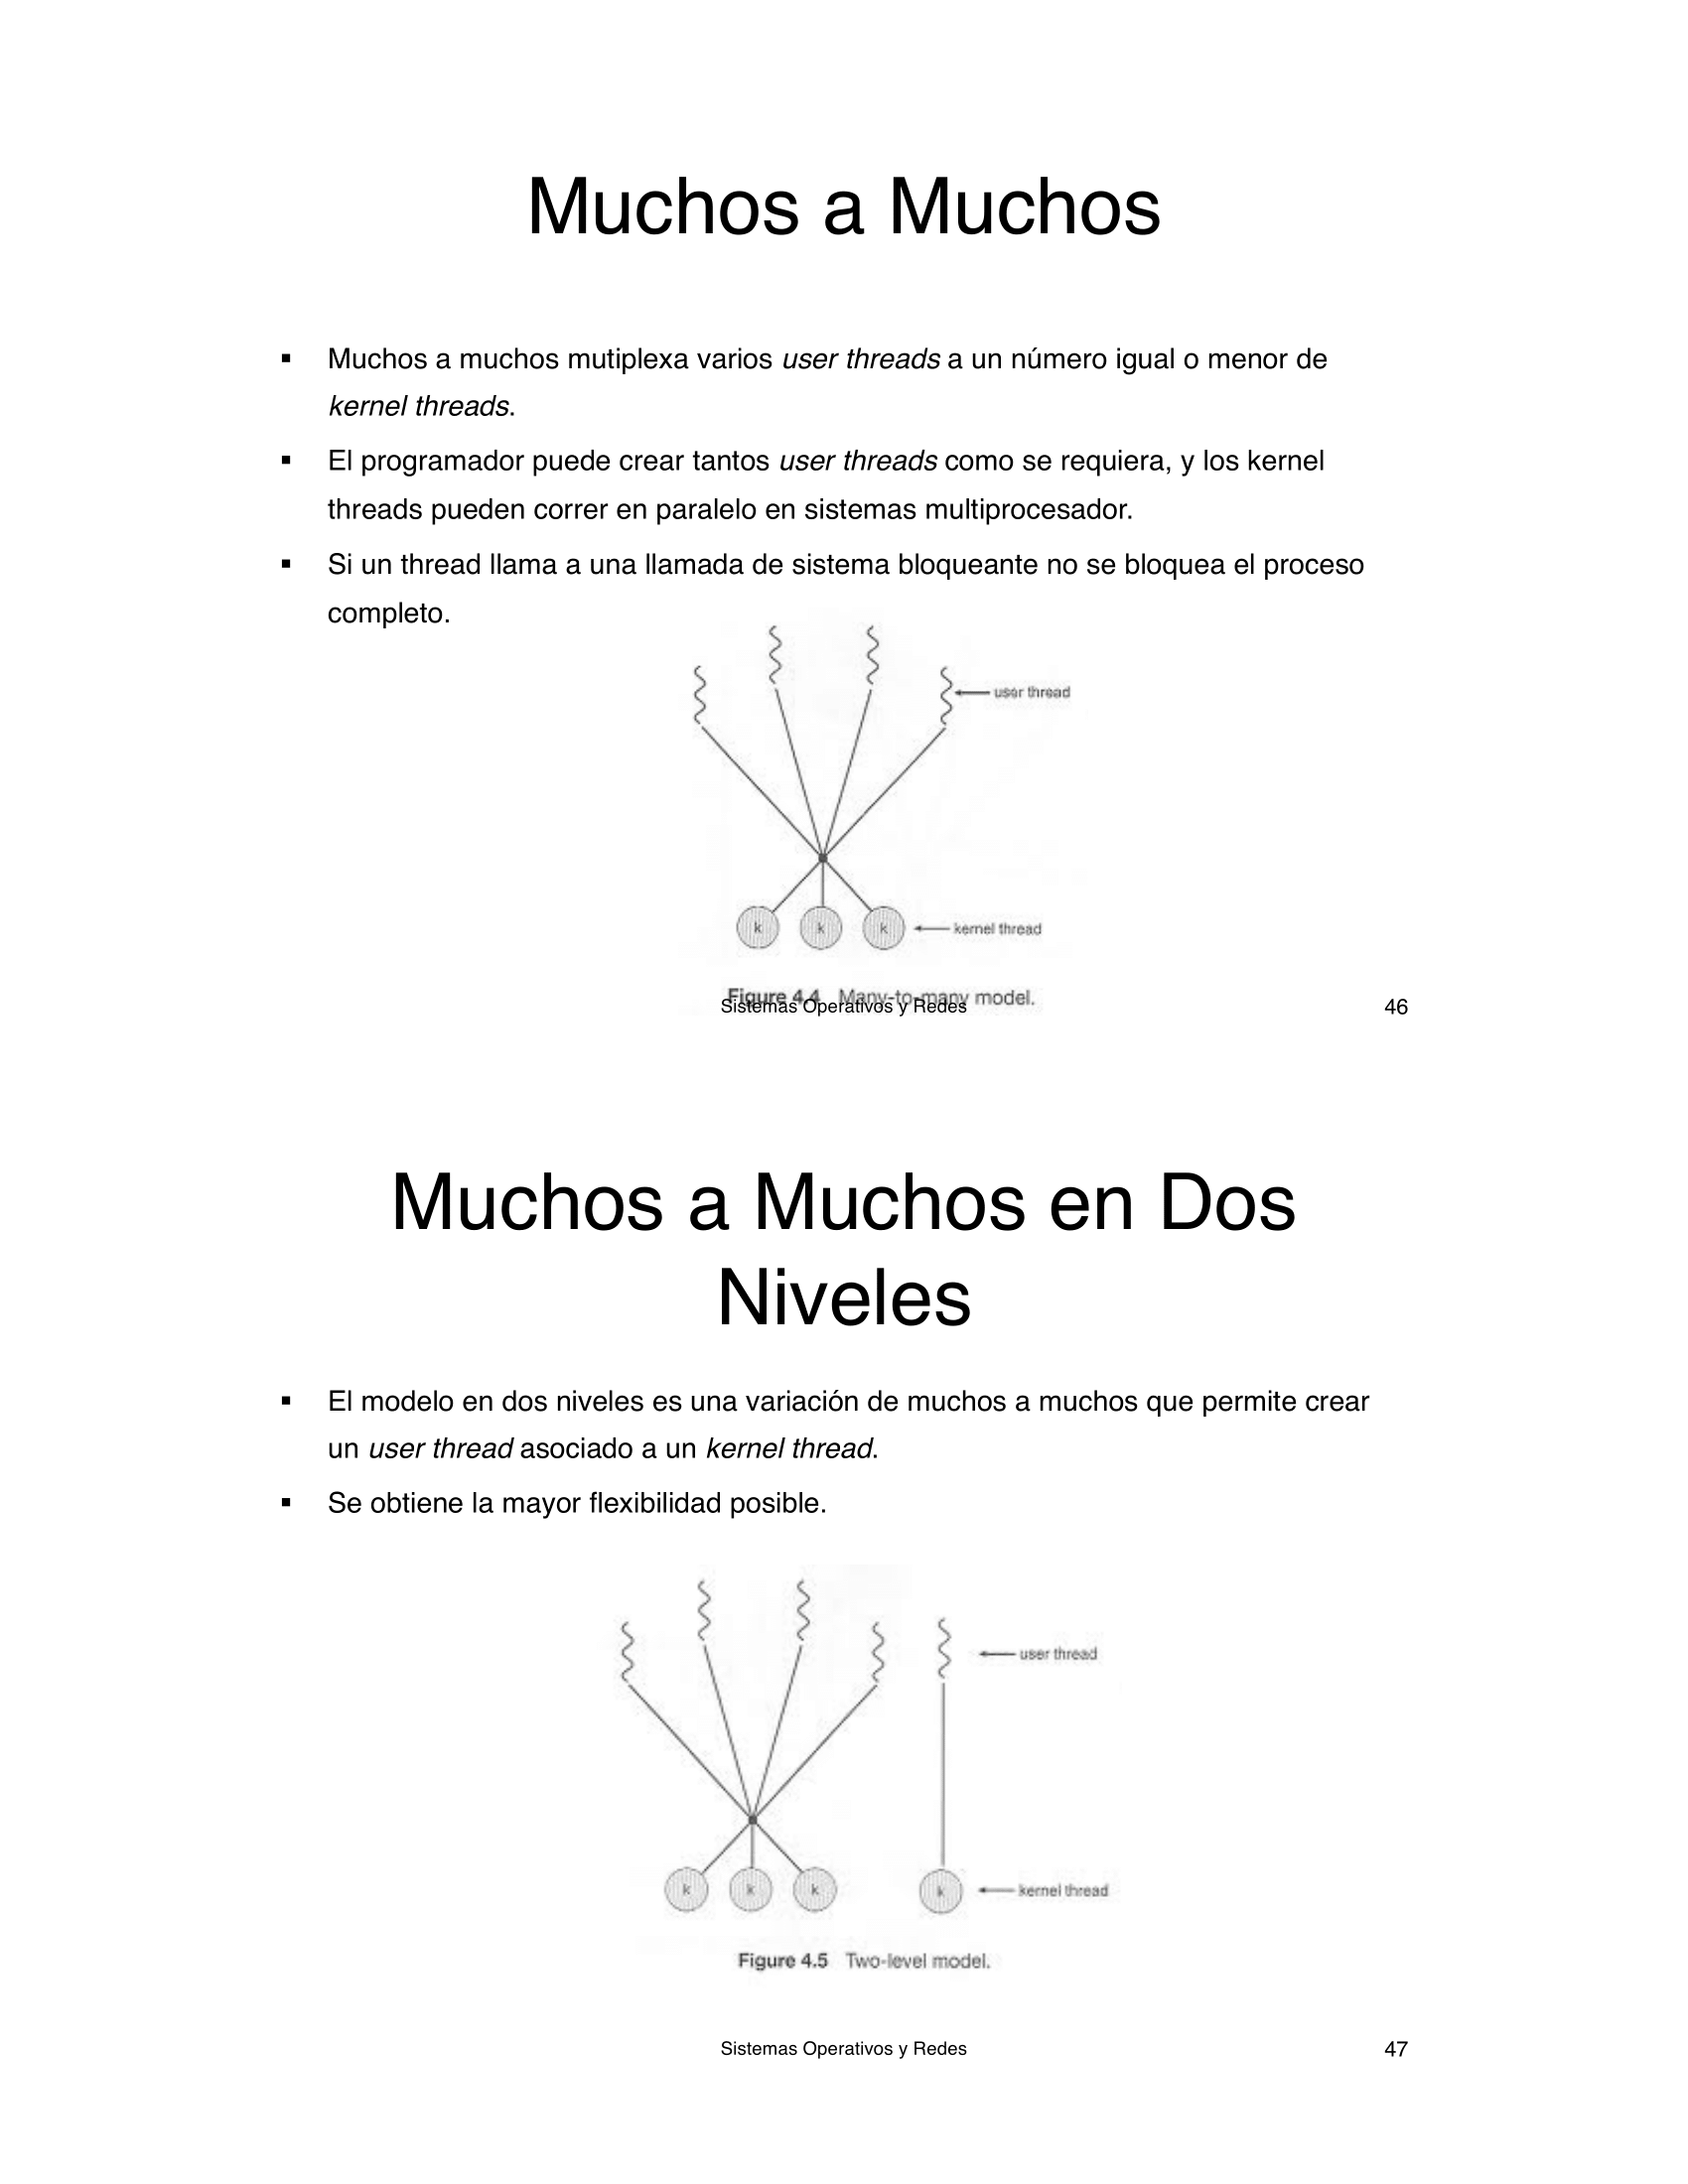 Muchos a Muchos
▪ Muchos a muchos mutiplexa varios user threads a un número igual o menor de
kernel threads.
▪ El programador puede crear tantos user threads como se requiera, y los kernel
threads pueden correr en paralelo en sistemas multiprocesador.
▪ Si un thread llama a una llamada de sistema bloqueante no se bloquea el proceso
completo.
user thread
k k k kernel thread
Figure 4.4 Many-to-many model.
Sistemas Operativos y Redes 46
Muchos a Muchos en Dos
Niveles
▪ El modelo en dos niveles es una variación de muchos a muchos que permite crear
un user thread asociado a un kernel thread.
▪ Se obtiene la mayor flexibilidad posible.
user thread
k k k k kernel thread
Figure 4.5 Two-level model.
Sistemas Operativos y Redes 47